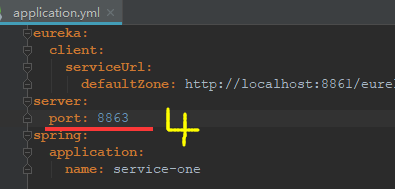 application.yml
eureka:
client:
serviceUrl:
defaultZone: http://localhost:8861/eurel
server:
port: 8863 4
spring:
application:
name: service-one